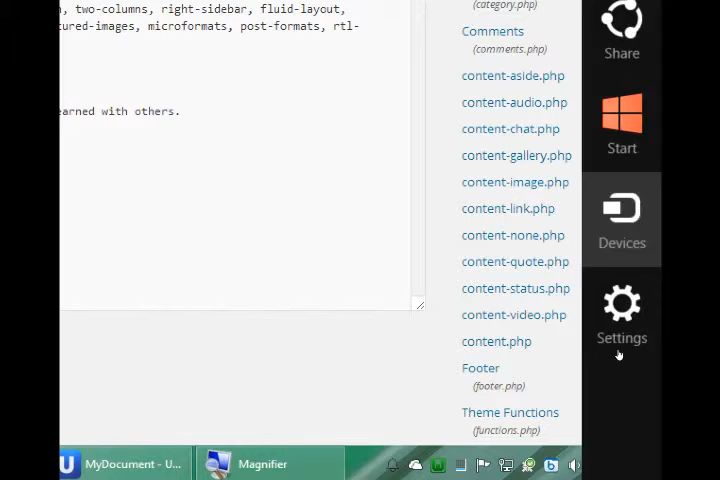 (category.php)
n, two-columns, right-sidebar, fluid-layout,
tured-images, microformats, post-formats, rtl-
earned with others.
Comments
(comments.php)
content-aside.php
content-audio.php
content-chat.php
content-gallery.php
content-image.php
content-link.php
content-none.php
content-quote.php
content-status.php
content-video.php
content.php
Footer
(footer.php)
Theme Functions
(functions.php)
Share
Start
Devices
Settings
MyDocument - U...
Magnifier